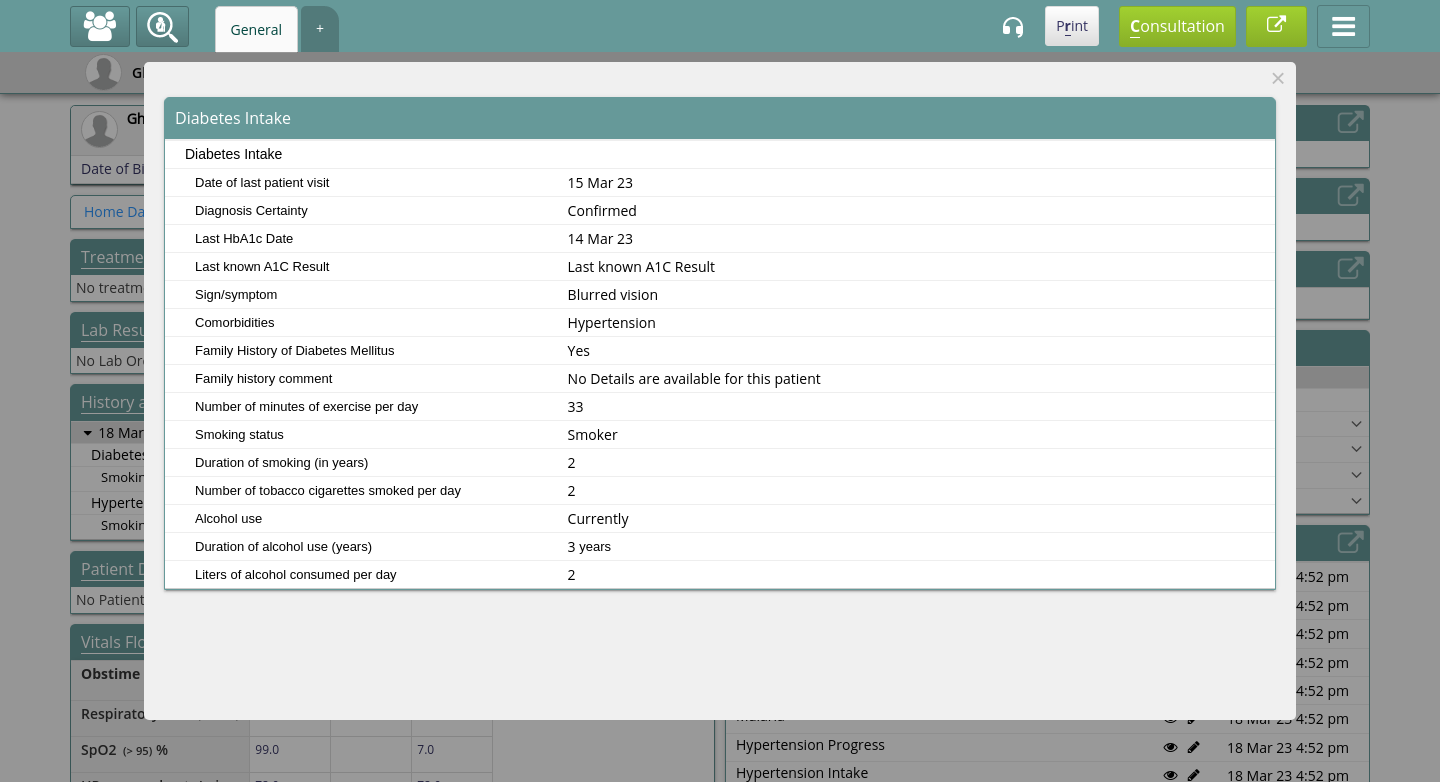 General
+
Print
Consultation
Gh
×
Diabetes Intake
Diabetes Intake
Date of last patient visit 15 Mar 23
Diagnosis Certainty Confirmed
Last HbA1c Date 14 Mar 23
Last known A1C Result Last known A1C Result
Sign/symptom Blurred vision
Comorbidities Hypertension
Family History of Diabetes Mellitus Yes
Family history comment No Details are available for this patient
Number of minutes of exercise per day 33
Smoking status Smoker
Duration of smoking (in years) 2
Number of tobacco cigarettes smoked per day 2
Alcohol use Currently
Duration of alcohol use (years) 3 years
Liters of alcohol consumed per day 2
Gh
Date of Bi
Home Da
Treatme
No treatm
Lab Resu
No Lab Or
History a
18 Mar
Diabetes
Smokin
Hyperte
Smokin
Patient D
No Patient
Vitals Flo
Obstime
Respirato
SpO2 (> 95) % 99.0 7.0
4:52 pm
4:52 pm
4:52 pm
4:52 pm
4:52 pm
18 Mar 23 4:52 pm
Hypertension Progress 18 Mar 23 4:52 pm
Hypertension Intake 18 Mar 23 4:52 pm